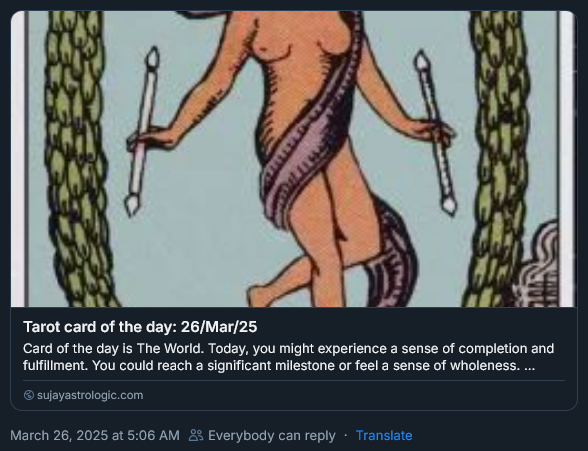 Tarot card of the day: 26/Mar/25
Card of the day is The World. Today, you might experience a sense of completion and
fulfillment. You could reach a significant milestone or feel a sense of wholeness. ...
sujayastrologic.com
March 26, 2025 at 5:06 AM Everybody can reply · Translate